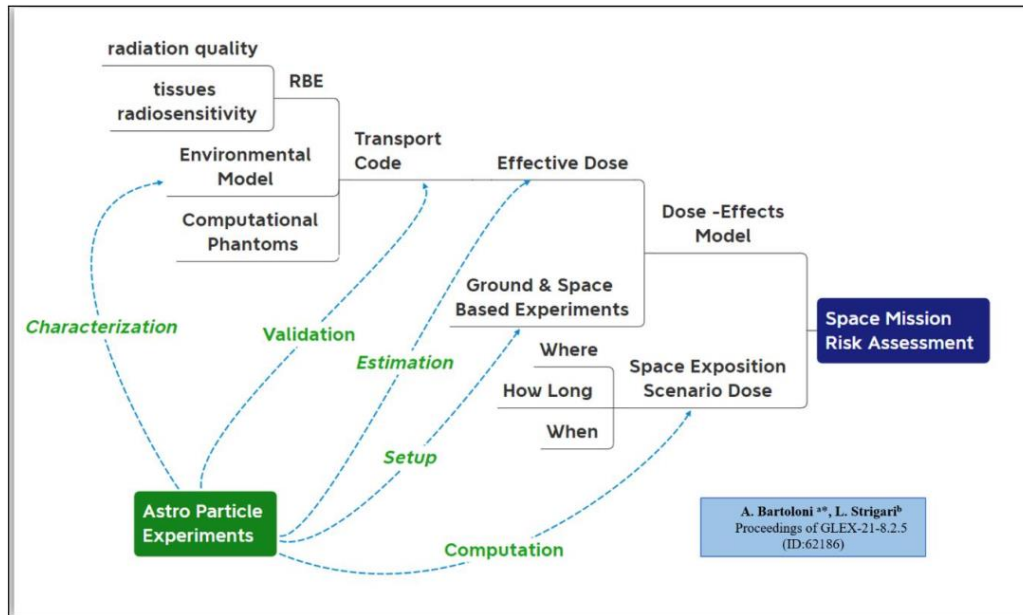 radiation quality
tissues
radiosensitivity
RBE
Environmental
Model
Computational
Phantoms
Transport
Code
Effective Dose
Dose -Effects
Model
Ground & Space
Based Experiments
Where
How Long
When
Space Exposition
Scenario Dose
Space Mission
Risk Assessment
Characterization
Validation
Estimation
Setup
Computation
Astro Particle
Experiments
A. Bartoloni a*, L. Strigari b
Proceedings of GLEX-21-8.2.5
(ID:62186)